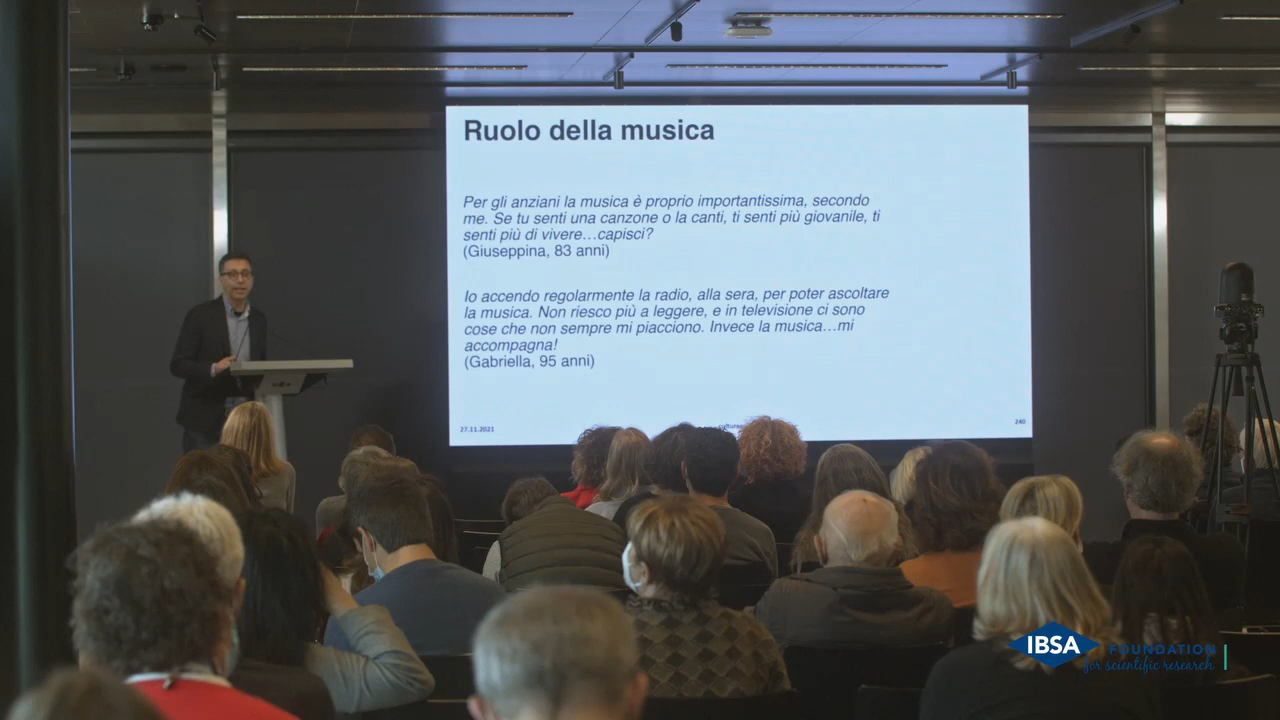 Ruolo della musica
Per gli anziani la musica è proprio importantissima, secondo
me. Se tu senti una canzone o la canti, ti senti più giovanile, ti
senti più di vivere…capisci?
(Giuseppina, 83 anni)
Io accendo regolarmente la radio, alla sera, per poter ascoltare
la musica. Non riesco più a leggere, e in televisione ci sono
cose che non sempre mi piacciono. Invece la musica…mi
accompagna!
(Gabriella, 95 anni)
27.11.2021
240
IBSA FOUNDATION
for scientific research